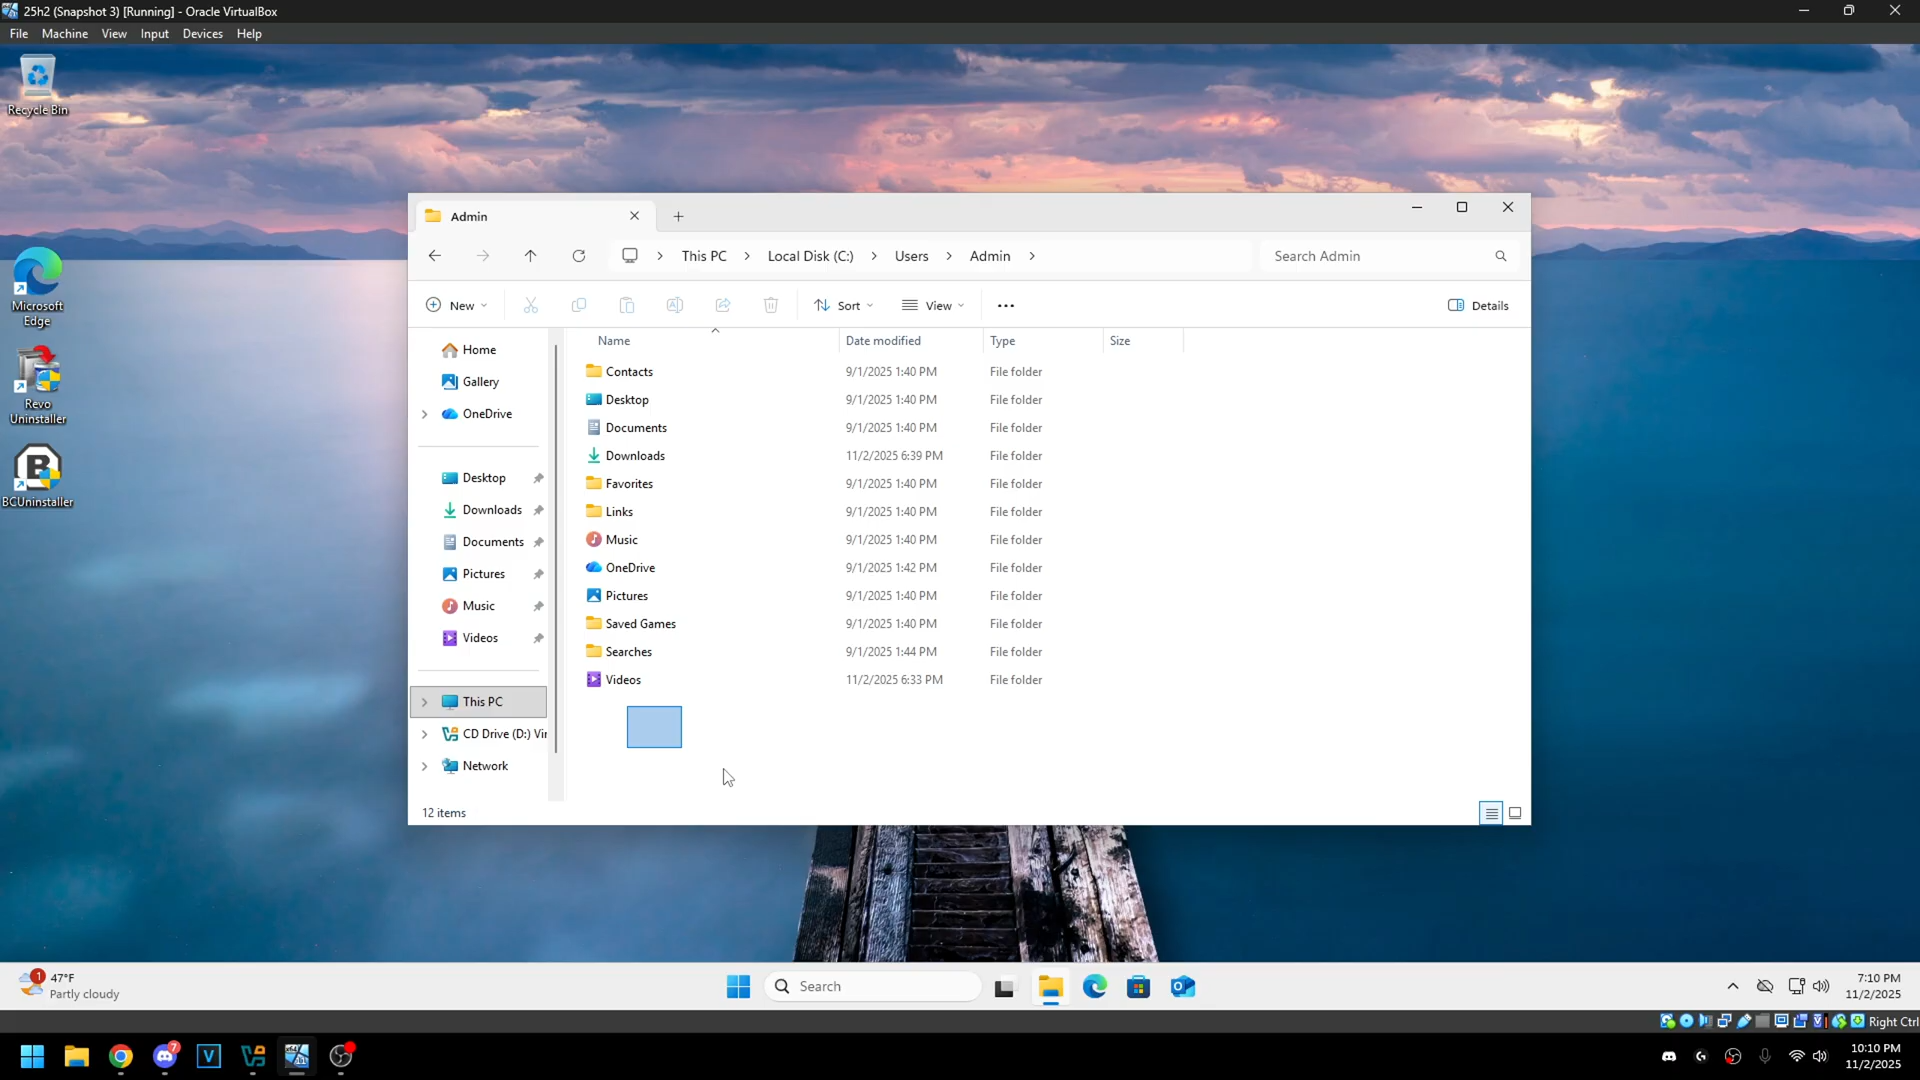 25h2 (Snapshot 3) [Running] - Oracle VirtualBox
File Machine View Input Devices Help
Recycle Bin
Microsoft
Edge
Revo
Uninstaller
BCUninstaller
Admin
This PC Local Disk (C:) Users Admin
Search Admin
New Sort View Details
Home
Gallery
OneDrive
Desktop
Downloads
Documents
Pictures
Music
Videos
This PC
CD Drive (D:) Vir
Network
Name Date modified Type Size
Contacts 9/1/2025 1:40 PM File folder
Desktop 9/1/2025 1:40 PM File folder
Documents 9/1/2025 1:40 PM File folder
Downloads 11/2/2025 6:39 PM File folder
Favorites 9/1/2025 1:40 PM File folder
Links 9/1/2025 1:40 PM File folder
Music 9/1/2025 1:40 PM File folder
OneDrive 9/1/2025 1:42 PM File folder
Pictures 9/1/2025 1:40 PM File folder
Saved Games 9/1/2025 1:40 PM File folder
Searches 9/1/2025 1:44 PM File folder
Videos 11/2/2025 6:33 PM File folder
12 items
1
47°F
Partly cloudy
Search
7:10 PM
11/2/2025
Right Ctrl
7
V
10:10 PM
11/2/2025